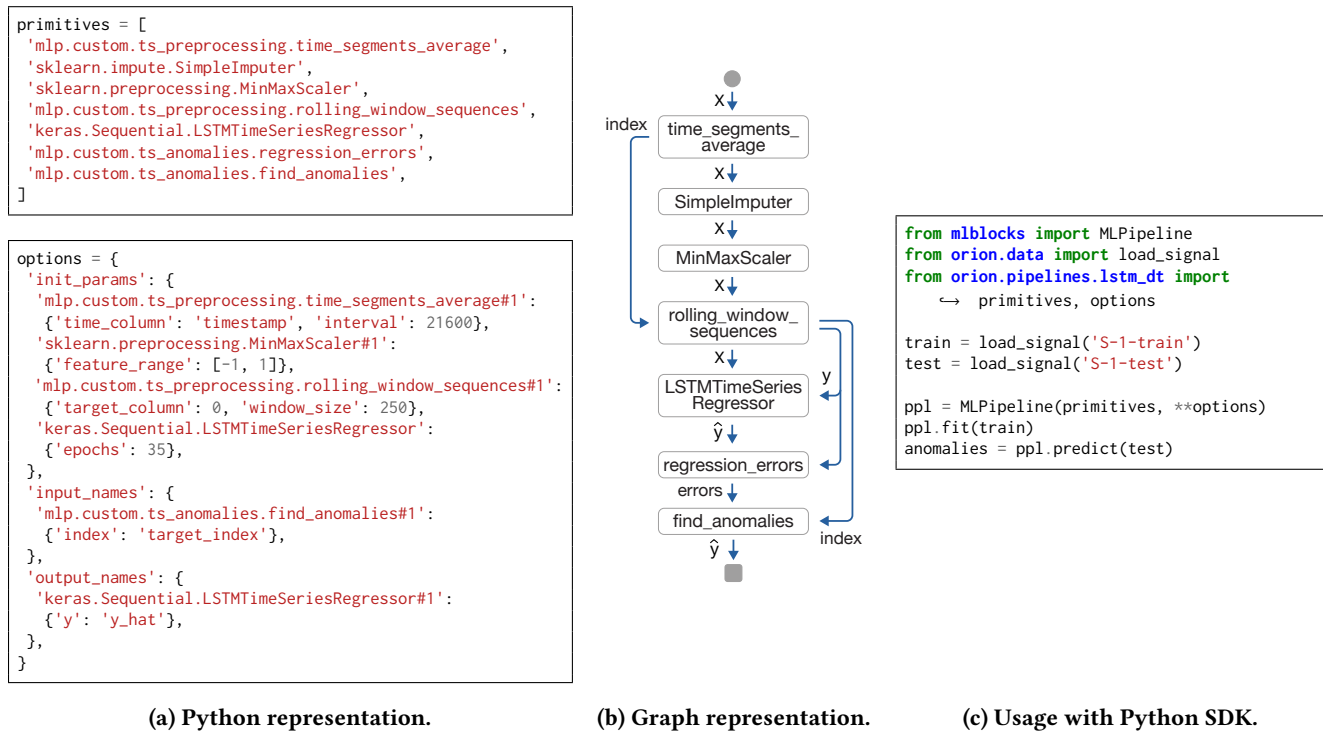 primitives = [
'mlp.custom.ts_preprocessing.time_segments_average',
'sklearn.impute.SimpleImputer',
'sklearn.preprocessing.MinMaxScaler',
'mlp.custom.ts_preprocessing.rolling_window_sequences',
'keras.Sequential.LSTMTimeSeriesRegressor',
'mlp.custom.ts_anomalies.regression_errors',
'mlp.custom.ts_anomalies.find_anomalies',
]
options = {
'init_params': {
'mlp.custom.ts_preprocessing.time_segments_average#1':
{'time_column': 'timestamp', 'interval': 21600},
'sklearn.preprocessing.MinMaxScaler#1':
{'feature_range': [-1, 1]},
'mlp.custom.ts_preprocessing.rolling_window_sequences#1':
{'target_column': 0, 'window_size': 250},
'keras.Sequential.LSTMTimeSeriesRegressor':
{'epochs': 35},
},
'input_names': {
'mlp.custom.ts_anomalies.find_anomalies#1':
{'index': 'target_index'},
},
'output_names': {
'keras.Sequential.LSTMTimeSeriesRegressor#1':
{'y': 'y_hat'},
},
}
(a) Python representation.
X
index
time_segments_
average
X
SimpleImputer
X
MinMaxScaler
X
rolling_window_
sequences
X
y
LSTMTimeSeries
Regressor
ŷ
regression_errors
errors
find_anomalies
index
ŷ
(b) Graph representation.
from mlblocks import MLPipeline
from orion.data import load_signal
from orion.pipelines.lstm_dt import
↪ primitives, options
train = load_signal('S-1-train')
test = load_signal('S-1-test')
ppl = MLPipeline(primitives, **options)
ppl.fit(train)
anomalies = ppl.predict(test)
(c) Usage with Python SDK.